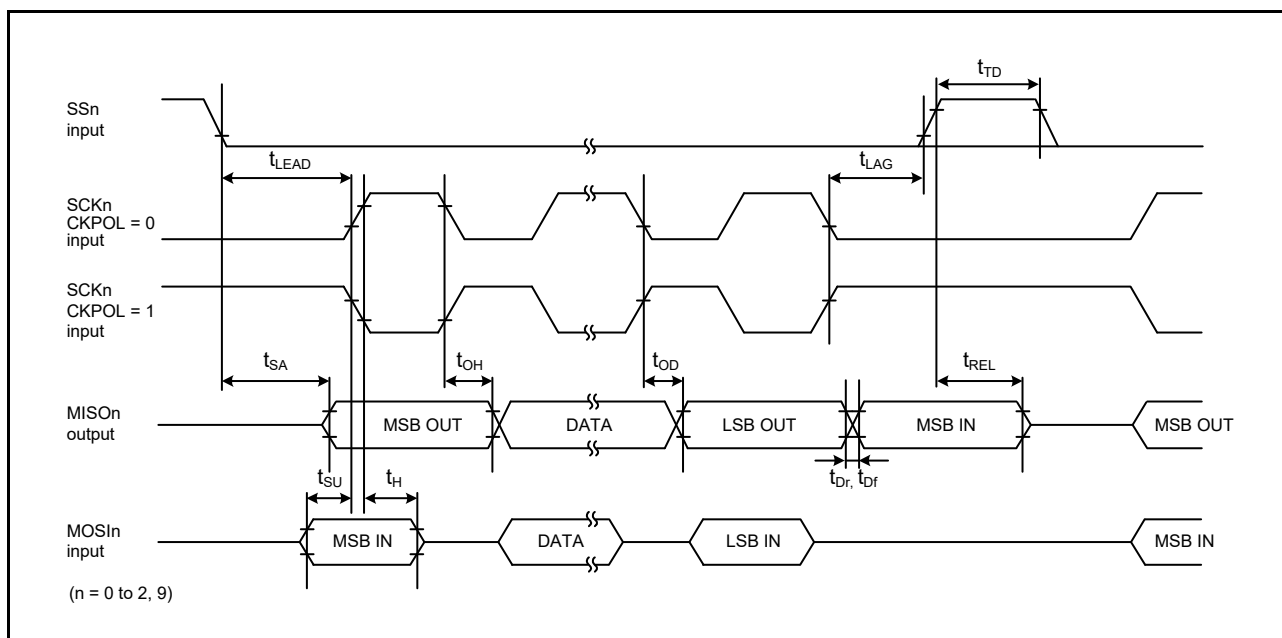 tTD
SSn
input
tLEAD
tLAG
SCKn
CKPOL = 0
input
SCKn
CKPOL = 1
input
tSA
tOH
tOD
tREL
MISOn
output
MSB OUT
DATA
LSB OUT
MSB IN
MSB OUT
tSU
tH
tDr, tDf
MOSIn
input
MSB IN
DATA
LSB IN
MSB IN
(n = 0 to 2, 9)